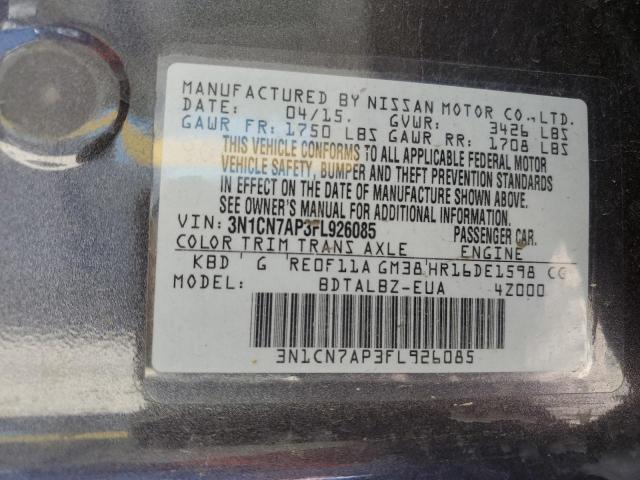 MANUFACTURED BY NISSAN MOTOR CO.,LTD.
DATE: 04/15. GVWR: 3426 LBS
GAWR FR: 1750 LBS GAWR RR: 1708 LBS
THIS VEHICLE CONFORMS TO ALL APPLICABLE FEDERAL MOTOR
VEHICLE SAFETY, BUMPER AND THEFT PREVENTION STANDARDS
IN EFFECT ON THE DATE OF MANUFACTURE SHOWN ABOVE.
SEE OWNER'S MANUAL FOR ADDITIONAL INFORMATION.
VIN: 3N1CN7AP3FL926085 PASSENGER CAR.
COLOR TRIM TRANS AXLE ENGINE
KBD G RE0F11A GM38 HR16DE1598 CC
BDTALBZ-EUA 4Z000
3N1CN7AP3FL926085